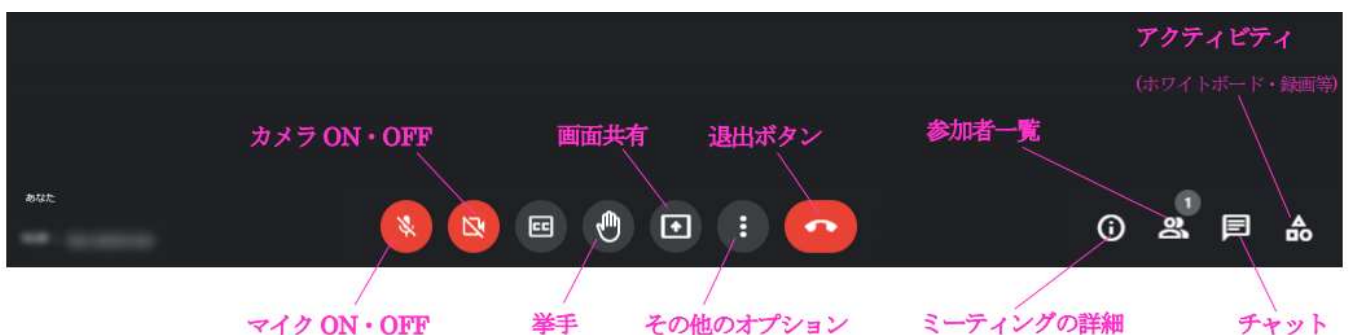 アクティビティ
(ホワイトボード・録画等)
カメラ ON・OFF
画面共有
退出ボタン
参加者一覧
あなた
CC
1
マイク ON・OFF
挙手
その他のオプション
ミーティングの詳細
チャット